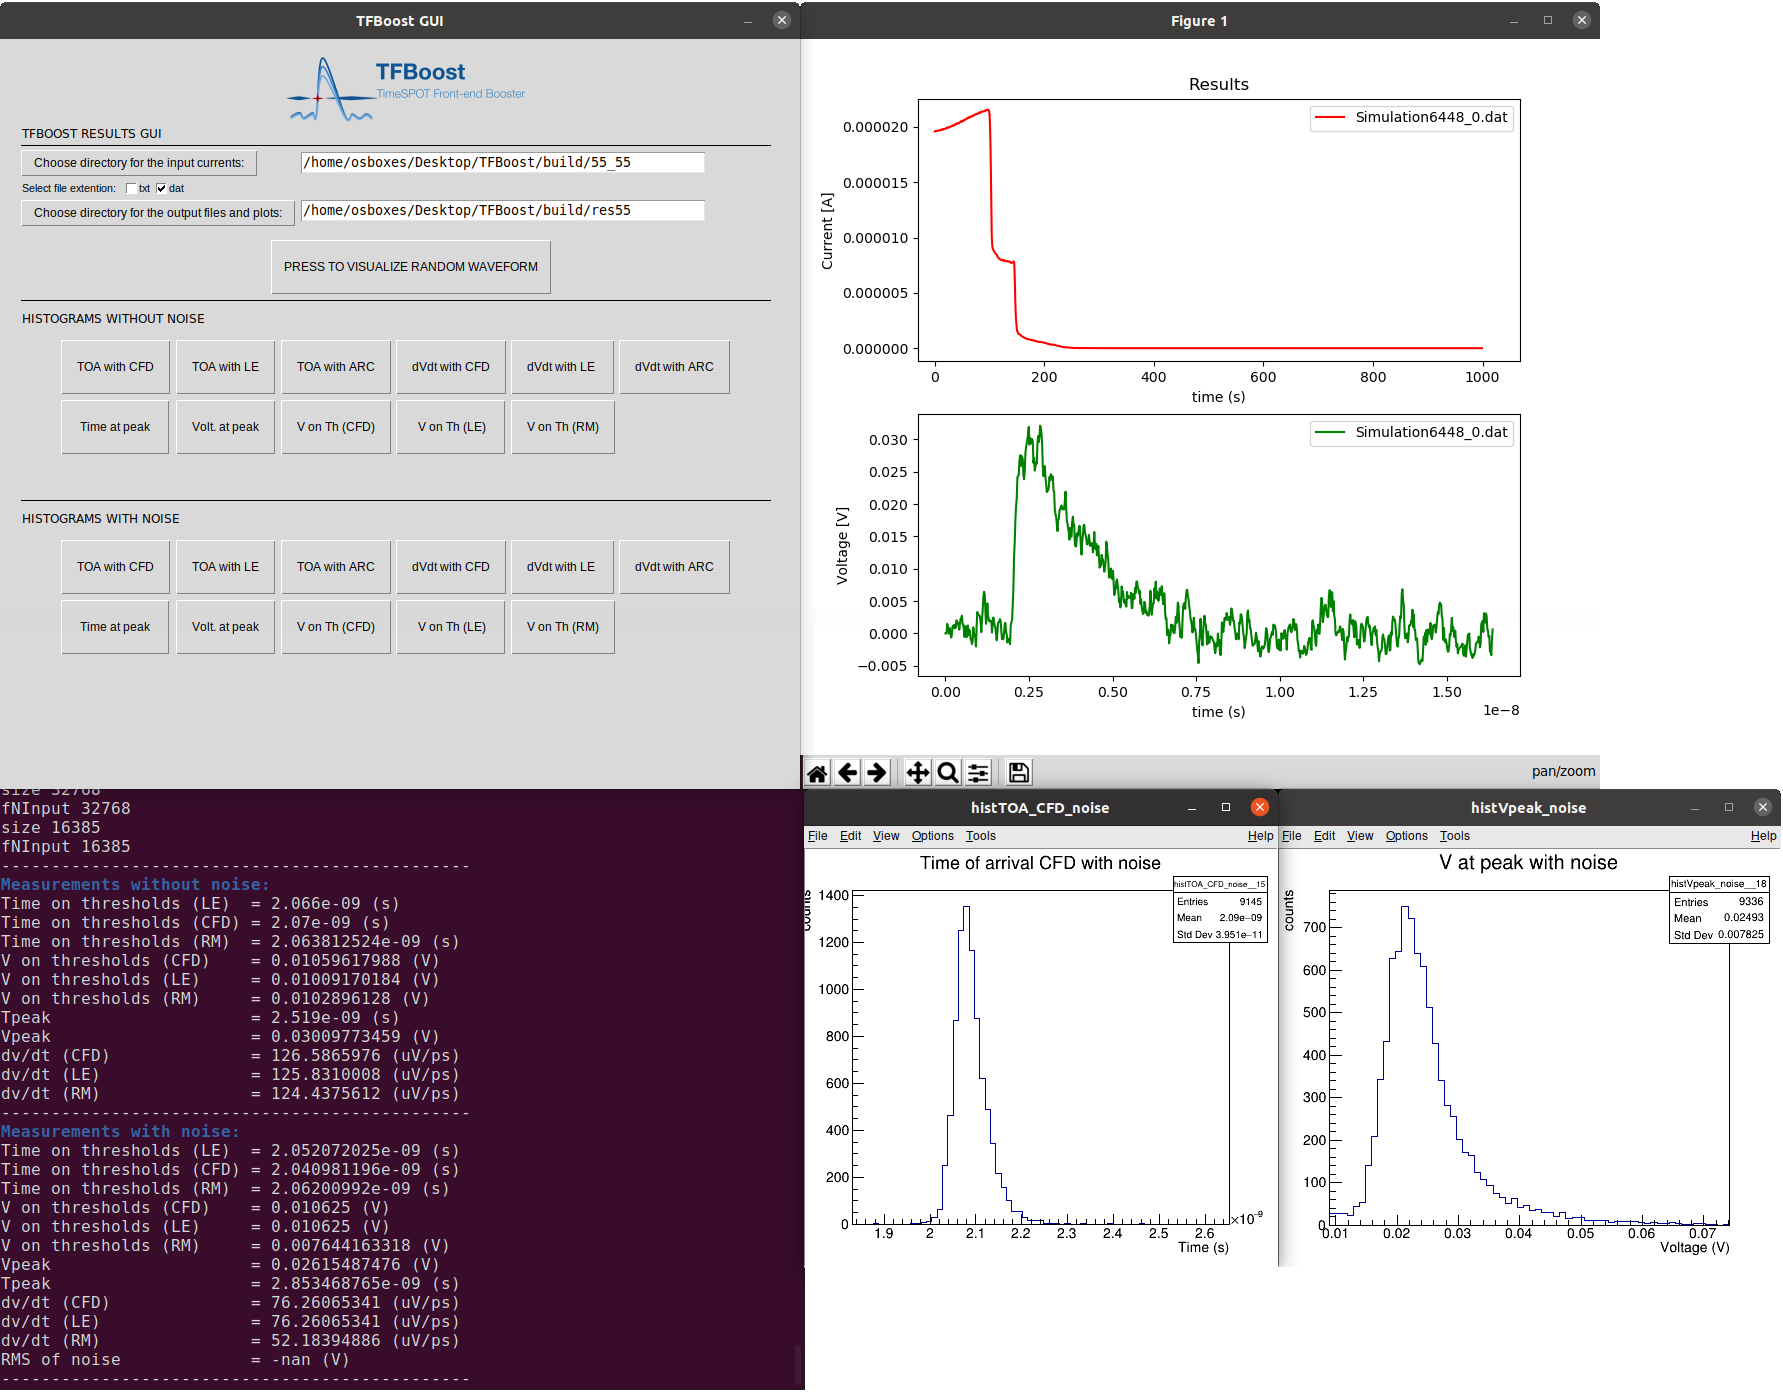 TFBoost GUI
TFBoost
TimeSPOT Front-end Booster
TFBOOST RESULTS GUI
Choose directory for the input currents:
/home/osboxes/Desktop/TFBoost/build/55_55
Select file extention: txt dat
Choose directory for the output files and plots:
/home/osboxes/Desktop/TFBoost/build/res55
PRESS TO VISUALIZE RANDOM WAVEFORM
HISTOGRAMS WITHOUT NOISE
TOA with CFD TOA with LE TOA with ARC dVdt with CFD dVdt with LE dVdt with ARC
Time at peak Volt. at peak V on Th (CFD) V on Th (LE) V on Th (RM)
HISTOGRAMS WITH NOISE
TOA with CFD TOA with LE TOA with ARC dVdt with CFD dVdt with LE dVdt with ARC
Time at peak Volt. at peak V on Th (CFD) V on Th (LE) V on Th (RM)
Figure 1
Results
Simulation6448_0.dat
Current [A]
0.000020
0.000015
0.000010
0.000005
0.000000
0 200 400 600 800 1000
time (s)
Simulation6448_0.dat
Voltage [V]
0.030
0.025
0.020
0.015
0.010
0.005
0.000
−0.005
0.00 0.25 0.50 0.75 1.00 1.25 1.50
time (s)
1e−8
pan/zoom
size 32768
fNInput 32768
size 16385
fNInput 16385
-----------------------------------------------
Measurements without noise:
Time on thresholds (LE)  = 2.066e-09 (s)
Time on thresholds (CFD) = 2.07e-09 (s)
Time on thresholds (RM)  = 2.063812524e-09 (s)
V on thresholds (CFD)    = 0.01059617988 (V)
V on thresholds (LE)     = 0.01009170184 (V)
V on thresholds (RM)     = 0.0102896128 (V)
Tpeak                    = 2.519e-09 (s)
Vpeak                    = 0.03009773459 (V)
dv/dt (CFD)              = 126.5865976 (uV/ps)
dv/dt (LE)               = 125.8310008 (uV/ps)
dv/dt (RM)               = 124.4375612 (uV/ps)
-----------------------------------------------
Measurements with noise:
Time on thresholds (LE)  = 2.052072025e-09 (s)
Time on thresholds (CFD) = 2.040981196e-09 (s)
Time on thresholds (RM)  = 2.06200992e-09 (s)
V on thresholds (CFD)    = 0.010625 (V)
V on thresholds (LE)     = 0.010625 (V)
V on thresholds (RM)     = 0.007644163318 (V)
Vpeak                    = 0.02615487476 (V)
Tpeak                    = 2.853468765e-09 (s)
dv/dt (CFD)              = 76.26065341 (uV/ps)
dv/dt (LE)               = 76.26065341 (uV/ps)
dv/dt (RM)               = 52.18394886 (uV/ps)
RMS of noise             = -nan (V)
-----------------------------------------------
histTOA_CFD_noise
File Edit View Options Tools Help
Time of arrival CFD with noise
histTOA_CFD_noise__15
Entries 9145
Mean 2.09e−09
Std Dev 3.951e−11
counts
1400
1200
1000
800
600
400
200
0
1.9 2 2.1 2.2 2.3 2.4 2.5 2.6
×10⁻⁹
Time (s)
histVpeak_noise
File Edit View Options Tools Help
V at peak with noise
histVpeak_noise__18
Entries 9336
Mean 0.02493
Std Dev 0.007825
counts
700
600
500
400
300
200
100
0
0.01 0.02 0.03 0.04 0.05 0.06 0.07
Voltage (V)